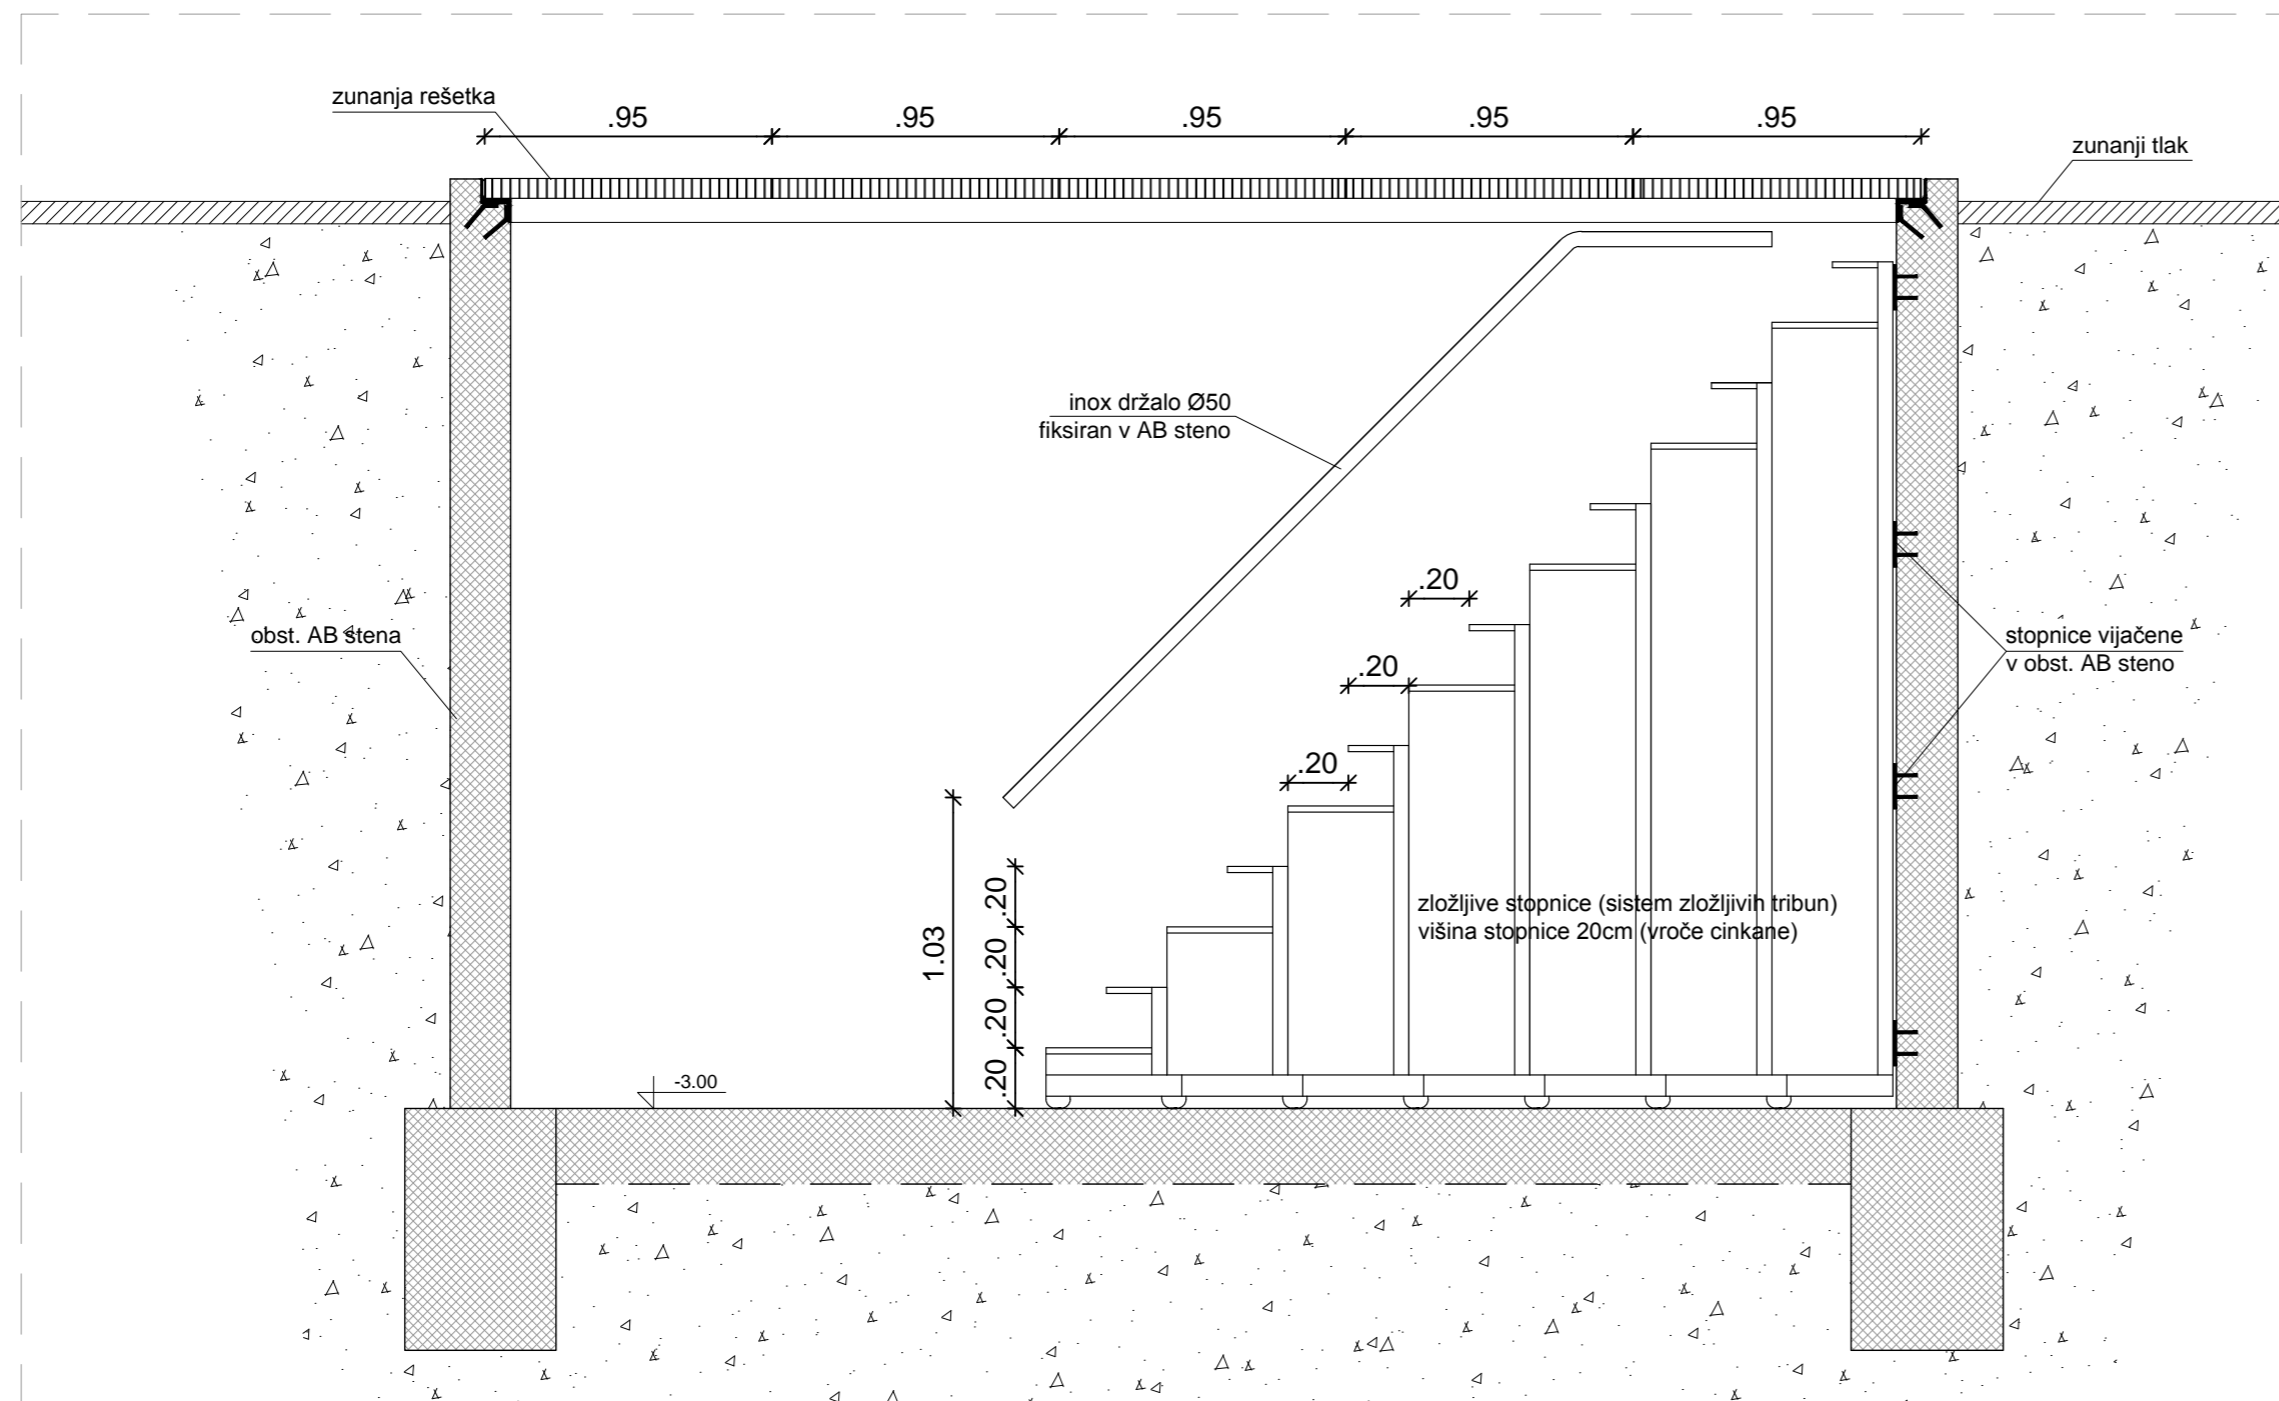 zunanja rešetka
.95
.95
.95
.95
.95
zunanji tlak
inox držalo Ø50
fiksiran v AB steno
.20
.20
.20
obst. AB stena
stopnice vijačene
v obst. AB steno
zložljive stopnice (sistem zložljivih tribun)
višina stopnice 20cm (vroče cinkane)
1.03
.20
.20
.20
.20
-3.00